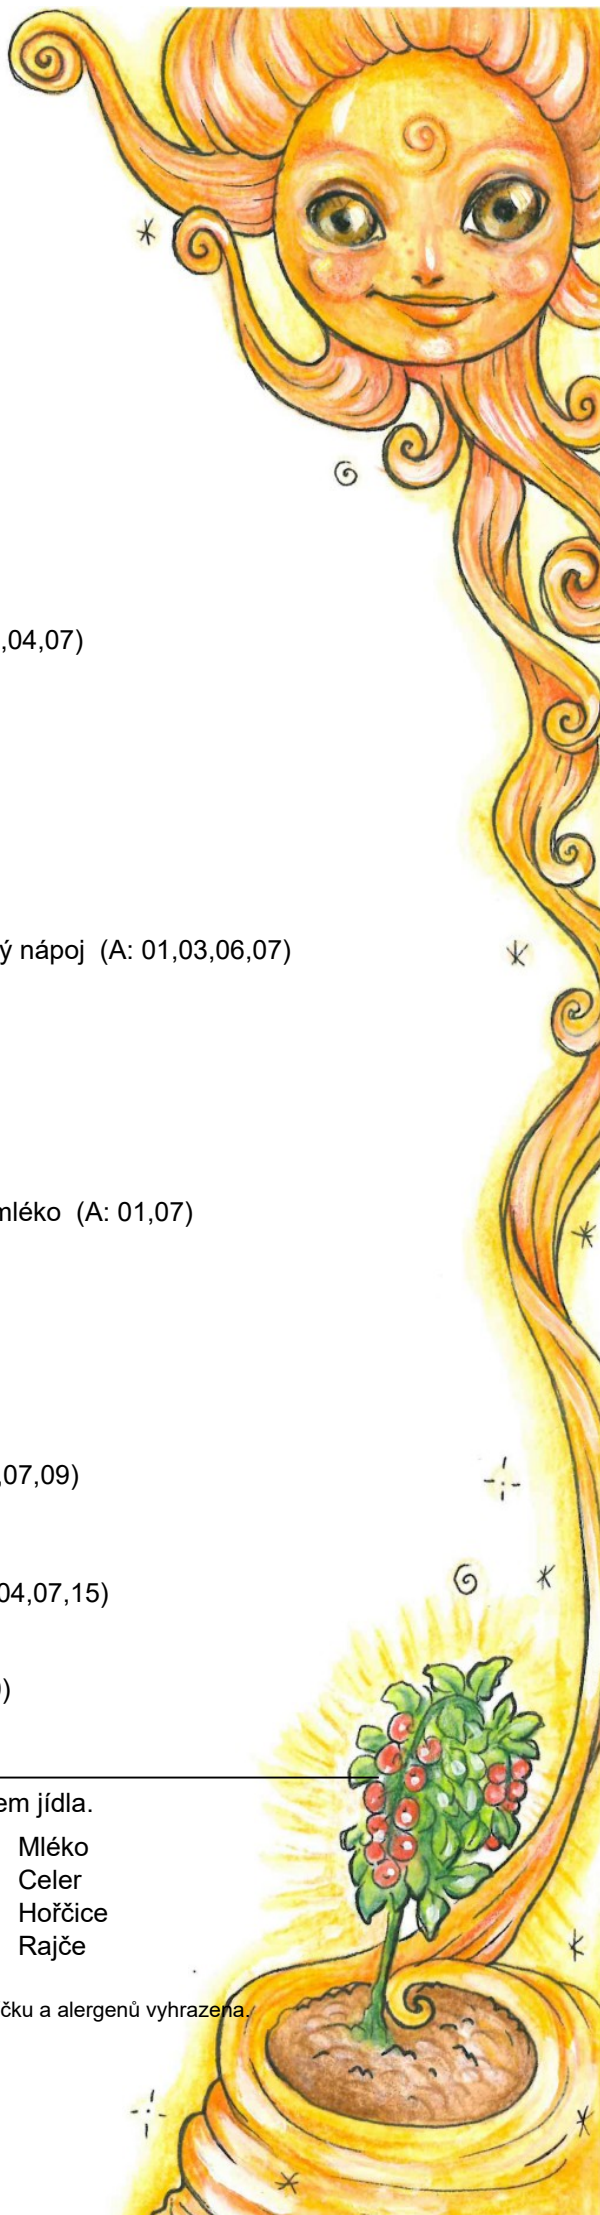 ,04,07)
ý nápoj (A: 01,03,06,07)
mléko (A: 01,07)
,07,09)
04,07,15)
)
em jídla.
Mléko
Celer
Hořčice
Rajče
čku a alergenů vyhrazena.